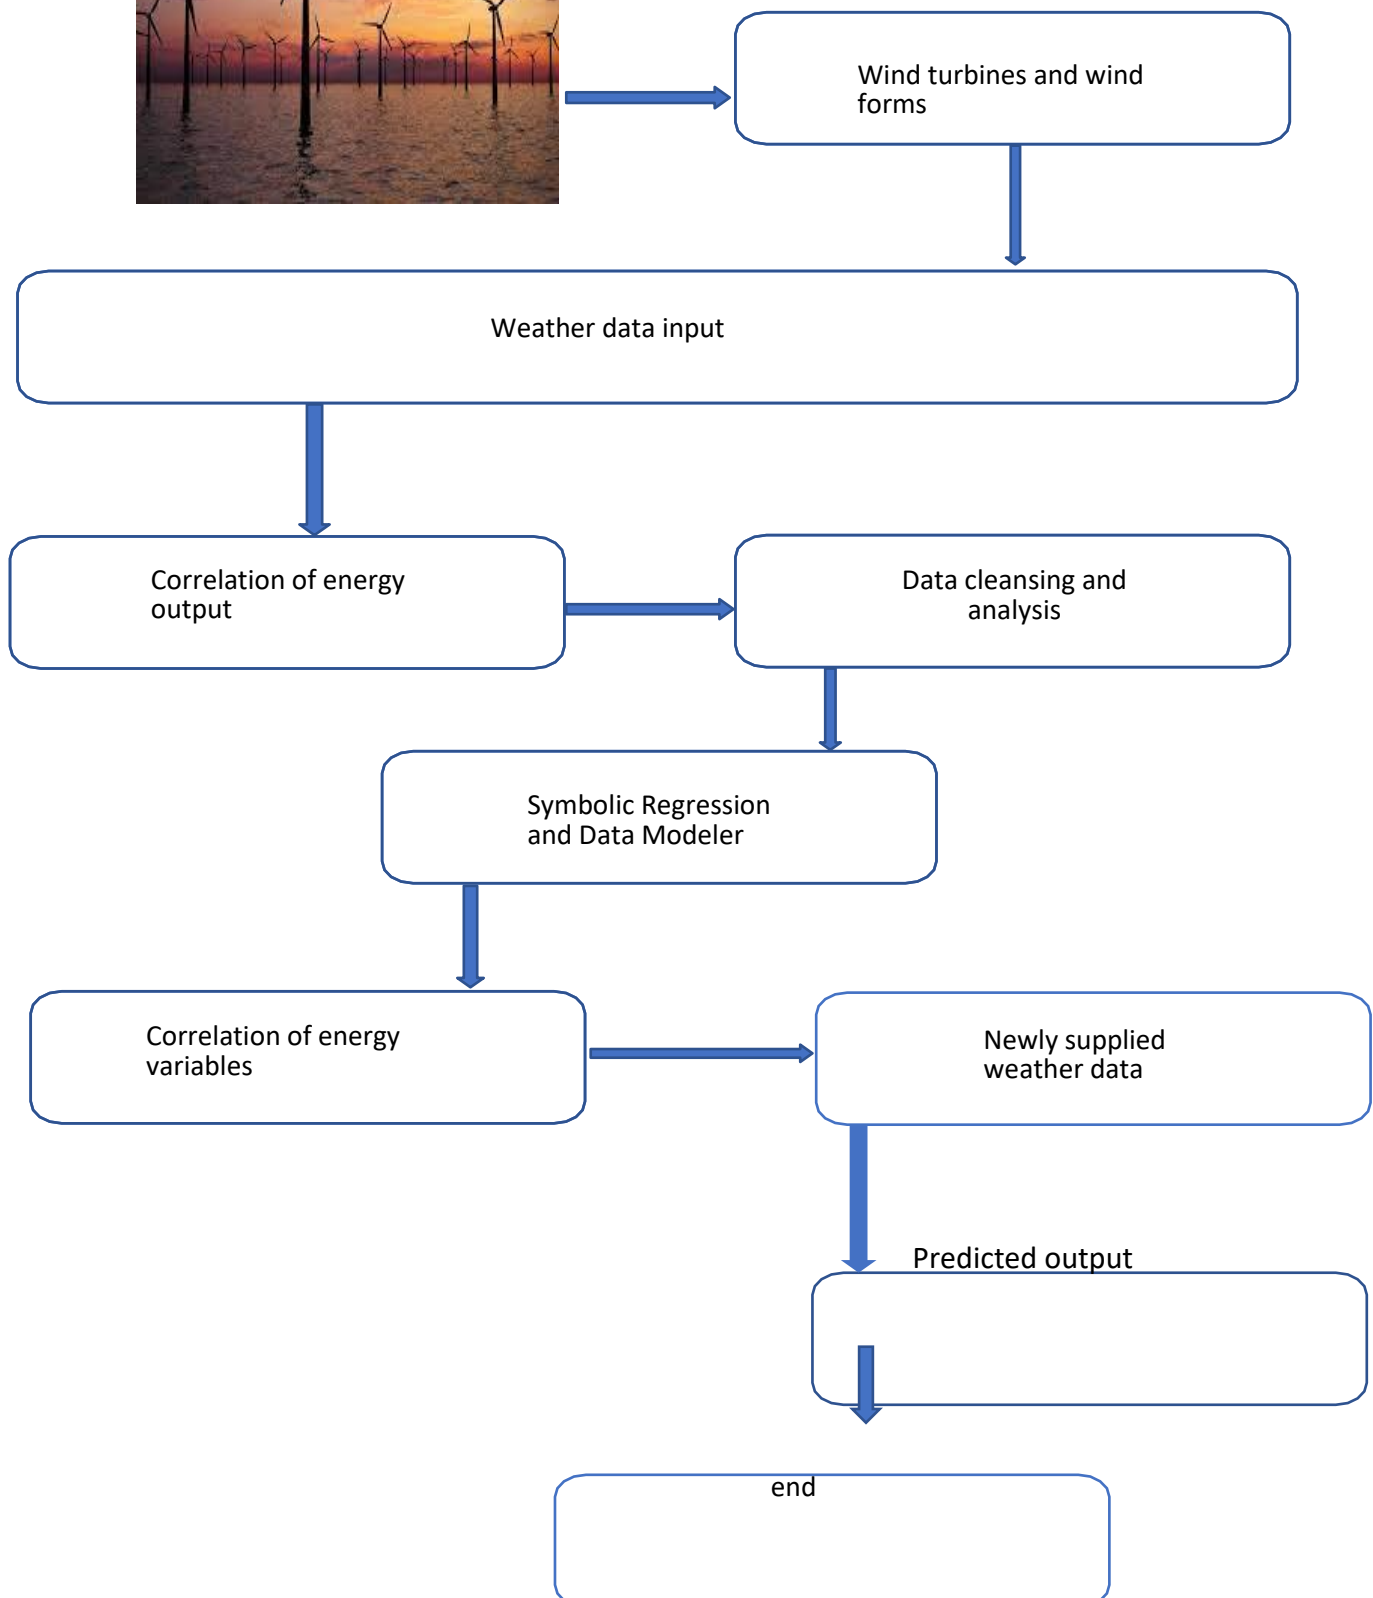 Wind turbines and wind
forms
Weather data input
Correlation of energy
output
Data cleansing and
analysis
Symbolic Regression
and Data Modeler
Correlation of energy
variables
Newly supplied
weather data
Predicted output
end